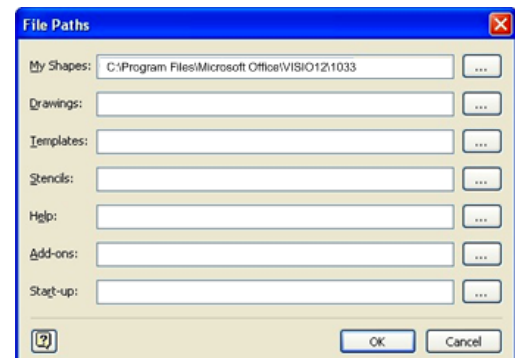 File Paths
My Shapes: C:\Program Files\Microsoft Office\VISIO12\1033 ...
Drawings: ...
Templates: ...
Stencils: ...
Help: ...
Add-ons: ...
Start-up: ...
OK Cancel